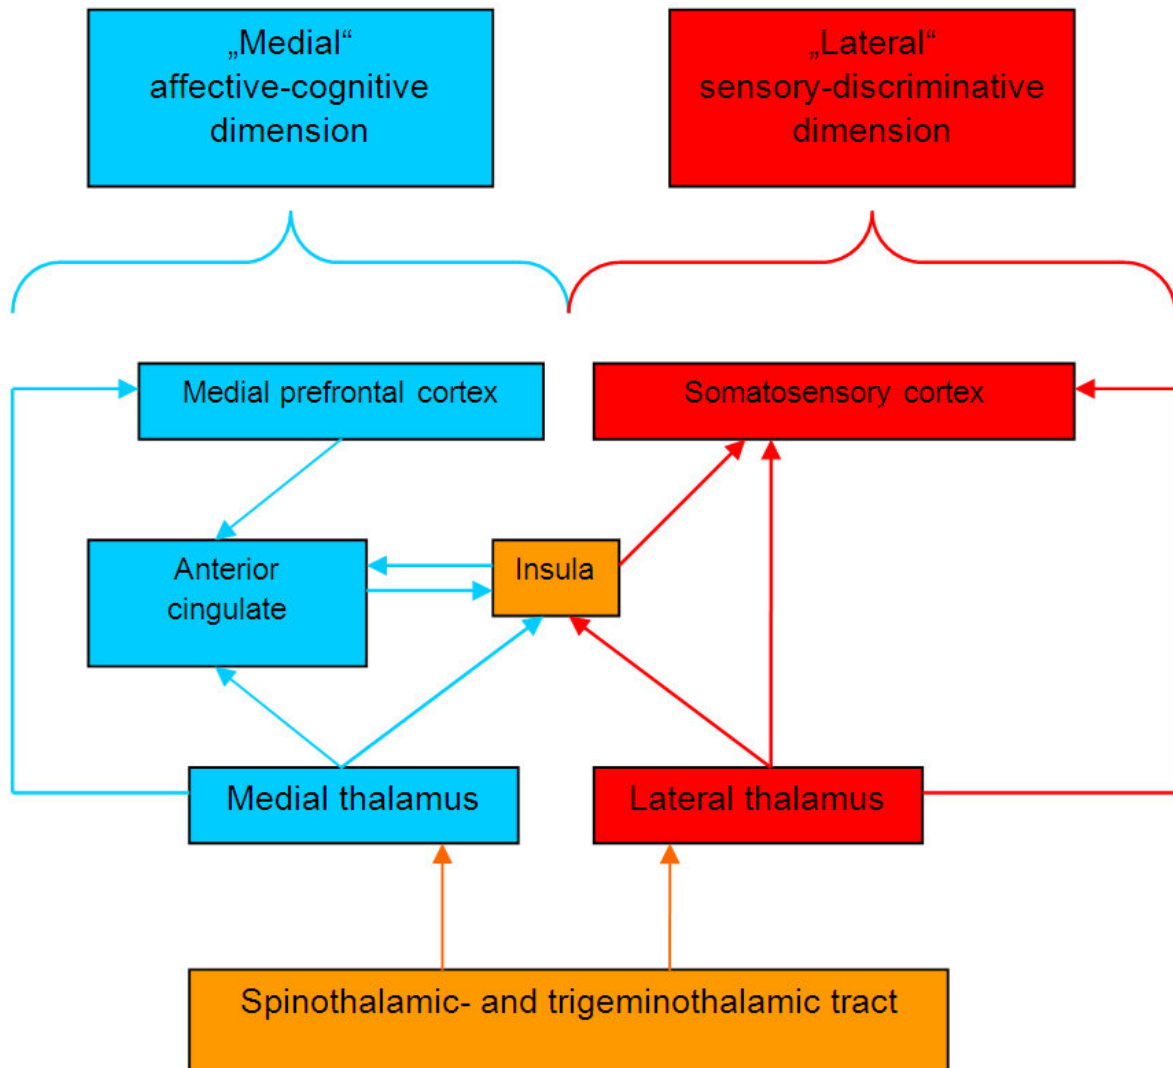 „Medial“
affective-cognitive
dimension
„Lateral“
sensory-discriminative
dimension
Medial prefrontal cortex
Somatosensory cortex
Anterior
cingulate
Insula
Medial thalamus
Lateral thalamus
Spinothalamic- and trigeminothalamic tract